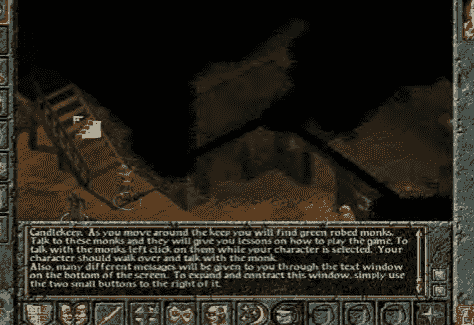 Candlekeep. As you move around the keep you will find green robed monks.
Talk to these monks and they will give you lessons on how to play the game. To
talk with the monks left click on them while your character is selected. Your
character should walk over and talk with the monk.
Also, many different messages will be given to you through the text window
on the bottom of the screen. To expand and contract this window, simply use
the two small buttons to the right of it.